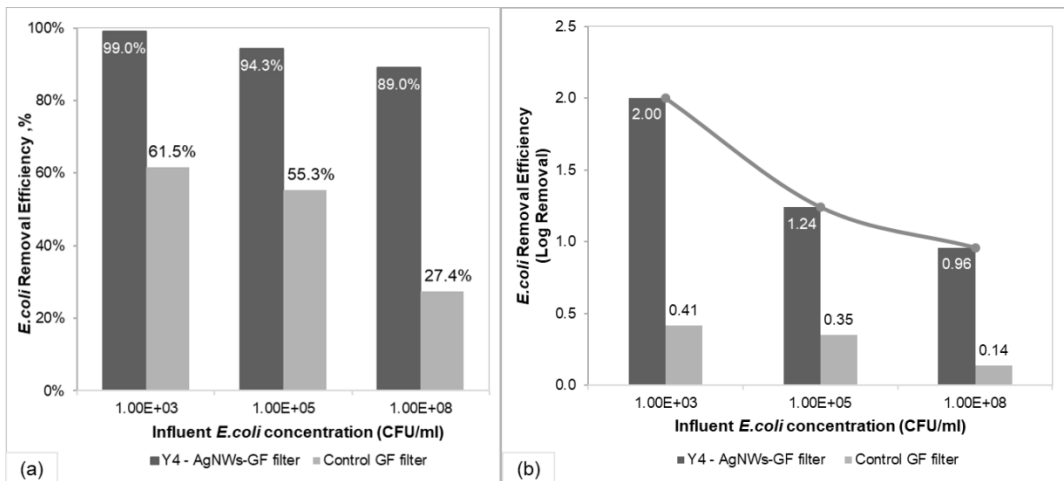 100%
80%
60%
40%
20%
0%
E.coli Removal Efficiency ,%
99.0%
61.5%
94.3%
55.3%
89.0%
27.4%
1.00E+03 1.00E+05 1.00E+08
Influent E.coli concentration (CFU/ml)
Y4 - AgNWs-GF filter Control GF filter
(a)
2.5
2.0
1.5
1.0
0.5
0.0
E.coli Removal Efficiency
(Log Removal)
2.00
0.41
1.24
0.35
0.96
0.14
1.00E+03 1.00E+05 1.00E+08
Influent E.coli concentration (CFU/ml)
Y4 - AgNWs-GF filter Control GF filter
(b)